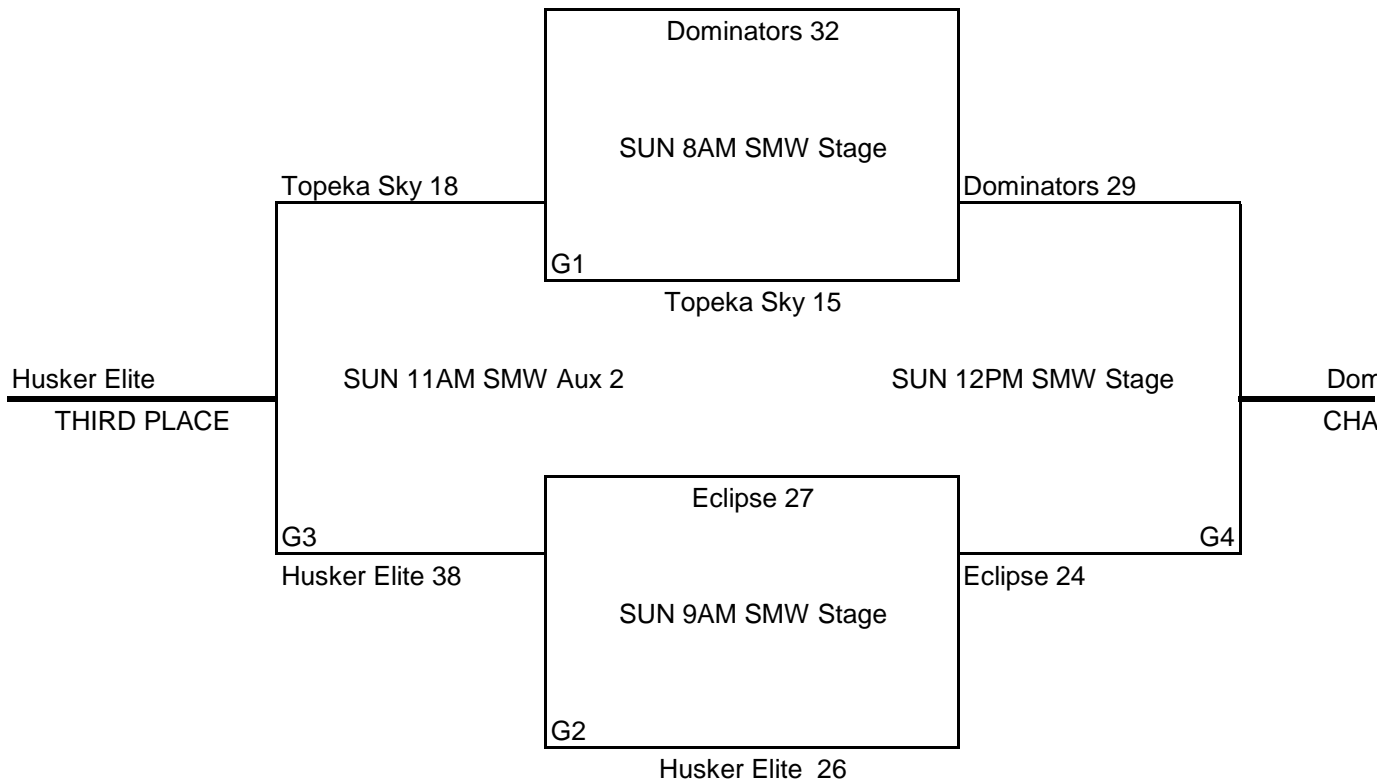 Dominators 32
SUN 8AM SMW Stage
Topeka Sky 18
Dominators 29
G1
Topeka Sky 15
Husker Elite
SUN 11AM SMW Aux 2
SUN 12PM SMW Stage
Dom
THIRD PLACE
CHA
Eclipse 27
G3
G4
Husker Elite 38
Eclipse 24
SUN 9AM SMW Stage
G2
Husker Elite 26